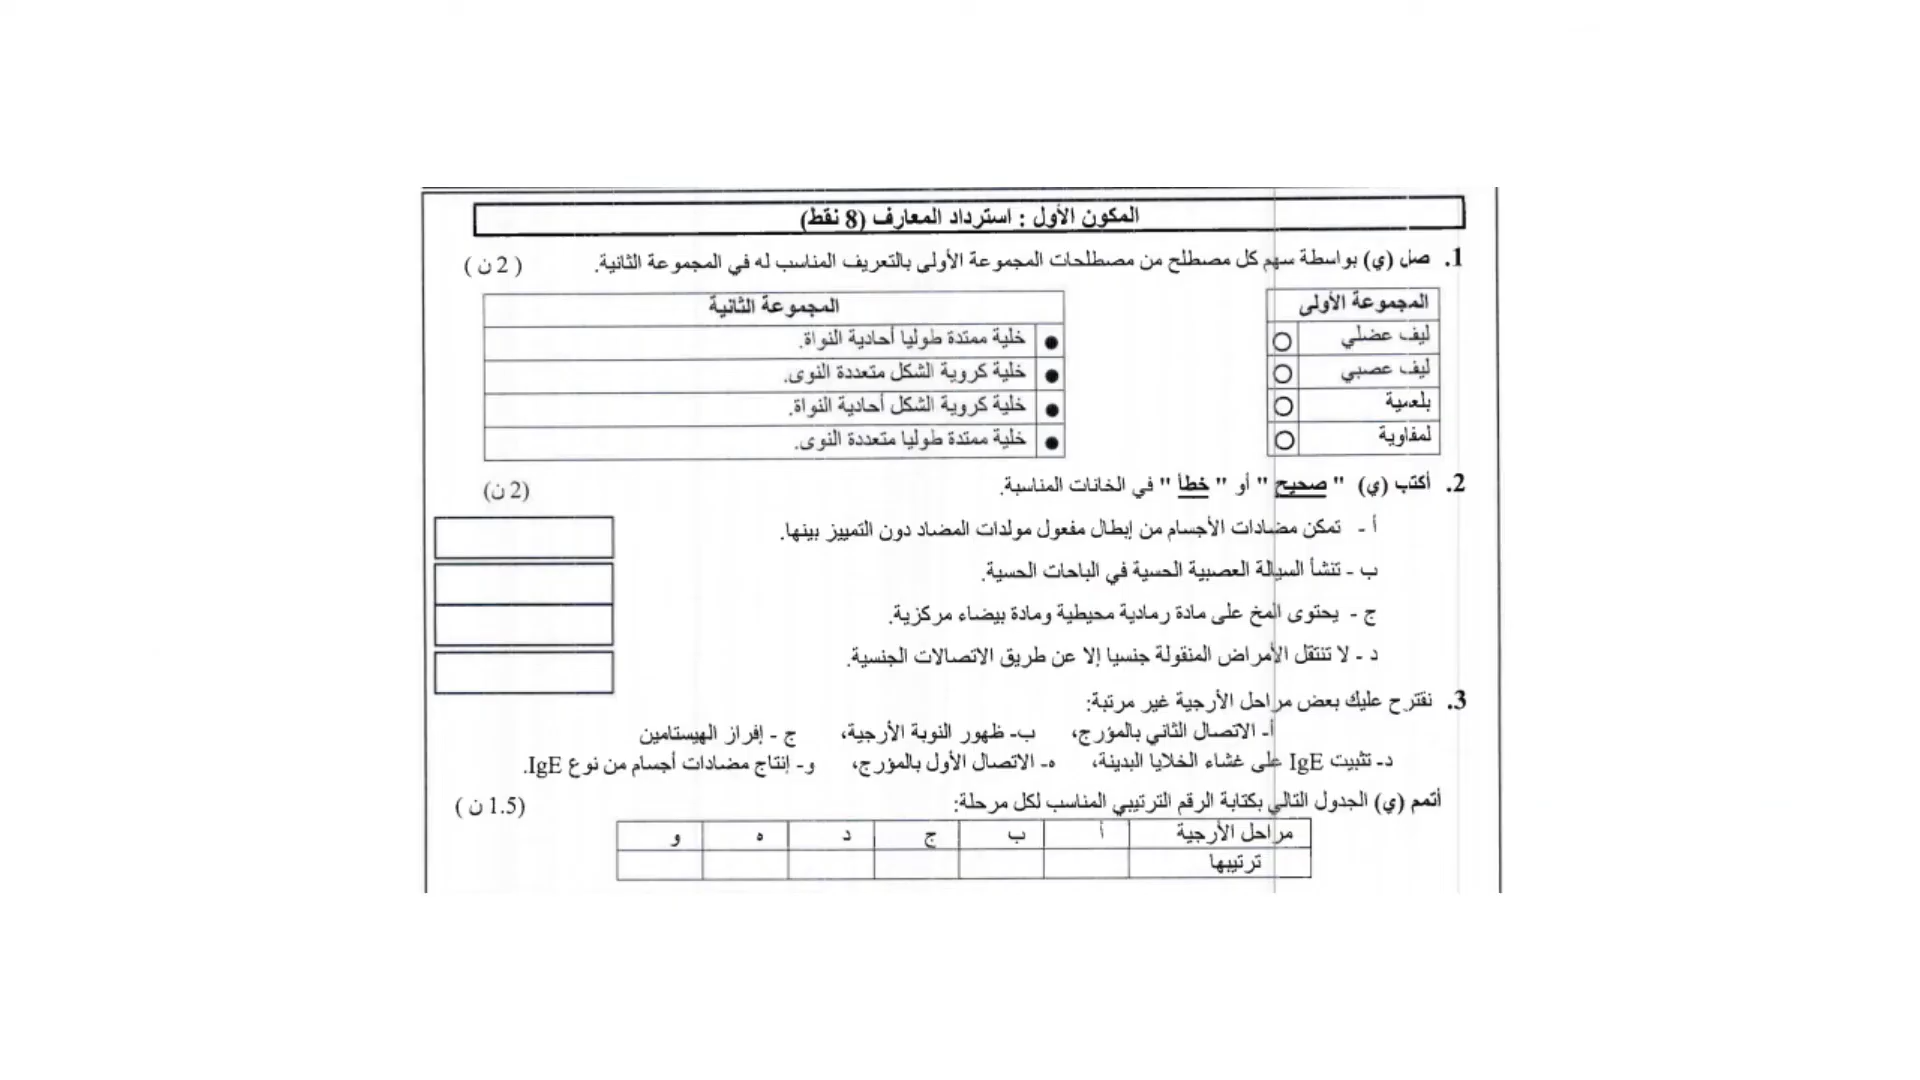 المكون الأول : استرداد المعارف (8 نقط)
1. صل (ي) بواسطة سهم كل مصطلح من مصطلحات المجموعة الأولى بالتعريف المناسب له في المجموعة الثانية. ( 2 ن )
المجموعة الأولى
المجموعة الثانية
ليف عضلي
خلية ممتدة طوليا أحادية النواة.
ليف عصبي
خلية كروية الشكل متعددة النوى.
بلعمية
خلية كروية الشكل أحادية النواة.
لمفاوية
خلية ممتدة طوليا متعددة النوى.
2. أكتب (ي) " صحيح " أو " خطأ " في الخانات المناسبة. (2 ن)
أ - تمكن مضادات الأجسام من إبطال مفعول مولدات المضاد دون التمييز بينها.
ب - تنشأ السيالة العصبية الحسية في الباحات الحسية.
ج - يحتوى المخ على مادة رمادية محيطية ومادة بيضاء مركزية.
د - لا تنتقل الأمراض المنقولة جنسيا إلا عن طريق الاتصالات الجنسية.
3. نقترح عليك بعض مراحل الأرجية غير مرتبة:
أ- الاتصال الثاني بالمؤرج، ب- ظهور النوبة الأرجية، ج - إفراز الهيستامين
د- تثبيت IgE على غشاء الخلايا البدينة، ه- الاتصال الأول بالمؤرج، و- إنتاج مضادات أجسام من نوع IgE.
أتمم (ي) الجدول التالي بكتابة الرقم الترتيبي المناسب لكل مرحلة: (1.5 ن )
مراحل الأرجية أ ب ج د ه و
ترتيبها